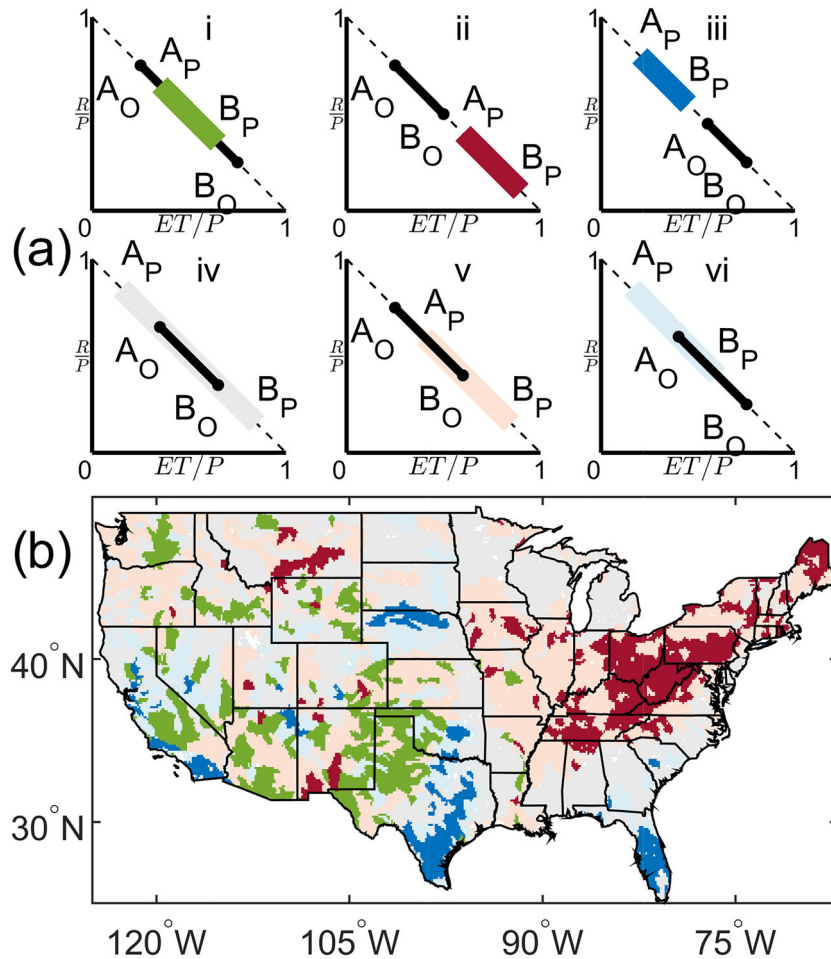 1 i A_P A_O B_P B_O R/P 0 ET/P 1
ii A_P A_O B_O B_P 0 ET/P 1
1 iii A_P B_P A_O B_O R/P 0 ET/P 1
(a)
1 A_P iv A_O B_O B_P R/P 0 ET/P 1
1 v A_P A_O B_O B_P 0 ET/P 1
1 A_P vi A_O B_P B_O R/P 0 ET/P 1
(b)
40°N
30°N
120°W 105°W 90°W 75°W